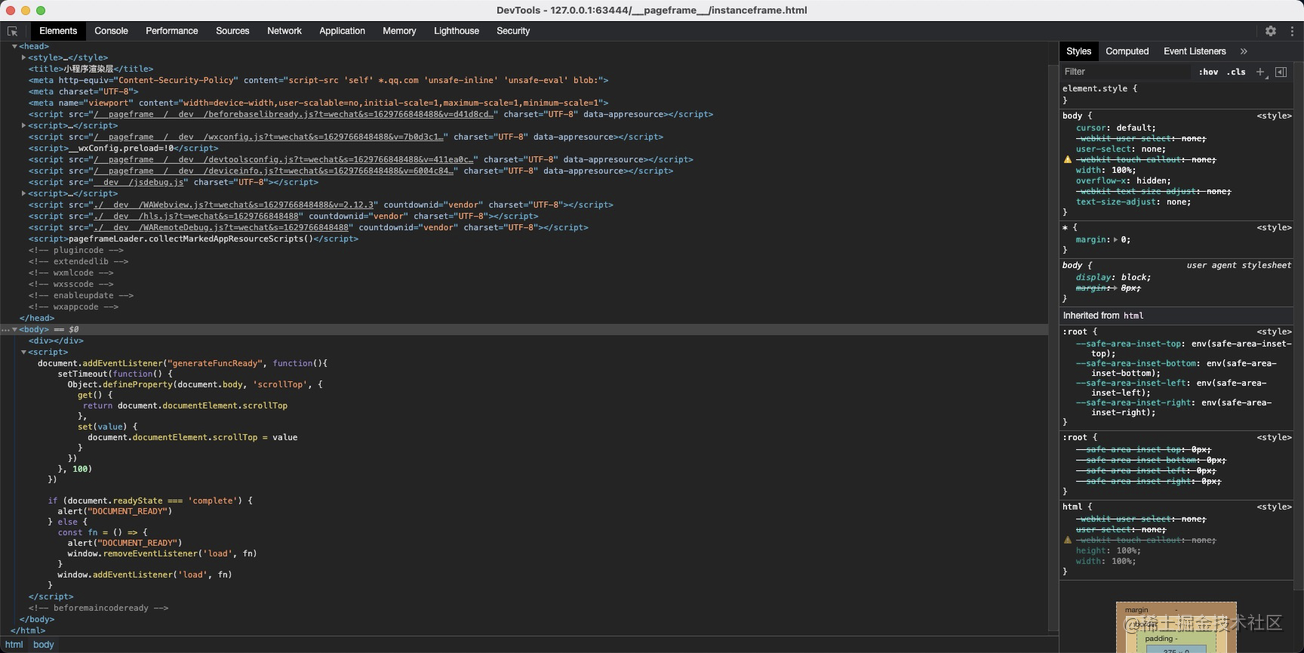 DevTools - 127.0.0.1:63444/__pageframe__/instanceframe.html
Elements Console Performance Sources Network Application Memory Lighthouse Security
<head>
<style>…</style>
<title>小程序渲染层</title>
<meta http-equiv="Content-Security-Policy" content="script-src 'self' *.qq.com 'unsafe-inline' 'unsafe-eval' blob:">
<meta charset="UTF-8">
<meta name="viewport" content="width=device-width,user-scalable=no,initial-scale=1,maximum-scale=1,minimum-scale=1">
<script src="/__pageframe__/__dev__/beforebaselibready.js?t=wechat&s=1629766848488&v=d41d8cd…" charset="UTF-8" data-appresource></script>
<script>…</script>
<script src="/__pageframe__/__dev__/wxconfig.js?t=wechat&s=1629766848488&v=7b0d3c1…" charset="UTF-8" data-appresource></script>
<script>__wxConfig.preload=!0</script>
<script src="/__pageframe__/__dev__/devtoolsconfig.js?t=wechat&s=1629766848488&v=411ea0c…" charset="UTF-8" data-appresource></script>
<script src="/__pageframe__/__dev__/deviceinfo.js?t=wechat&s=1629766848488&v=6004c84…" charset="UTF-8" data-appresource></script>
<script src="__dev__/jsdebug.js" charset="UTF-8"></script>
<script>…</script>
<script src="./__dev__/WAWebview.js?t=wechat&s=1629766848488&v=2.12.3" countdownid="vendor" charset="UTF-8"></script>
<script src="./__dev__/hls.js?t=wechat&s=1629766848488" countdownid="vendor" charset="UTF-8"></script>
<script src="./__dev__/WARemoteDebug.js?t=wechat&s=1629766848488" countdownid="vendor" charset="UTF-8"></script>
<script>pageframeLoader.collectMarkedAppResourceScripts()</script>
<!-- plugincode -->
<!-- extendedlib -->
<!-- wxmlcode -->
<!-- wxsscode -->
<!-- enableupdate -->
<!-- wxappcode -->
</head>
… <body> == $0
<div></div>
<script>
document.addEventListener("generateFuncReady", function(){
setTimeout(function() {
Object.defineProperty(document.body, 'scrollTop', {
get() {
return document.documentElement.scrollTop
},
set(value) {
document.documentElement.scrollTop = value
}
})
}, 100)
})
if (document.readyState === 'complete') {
alert("DOCUMENT_READY")
} else {
const fn = () => {
alert("DOCUMENT_READY")
window.removeEventListener('load', fn)
}
window.addEventListener('load', fn)
}
</script>
<!-- beforemaincodeready -->
</body>
</html>
html body
Styles Computed Event Listeners »
Filter :hov .cls +
element.style {
}
body { <style>
cursor: default;
-webkit-user-select: none;
user-select: none;
-webkit-touch-callout: none;
width: 100%;
overflow-x: hidden;
-webkit-text-size-adjust: none;
text-size-adjust: none;
}
* { <style>
margin: 0;
}
body { user agent stylesheet
display: block;
margin: 8px;
}
Inherited from html
:root { <style>
--safe-area-inset-top: env(safe-area-inset-
top);
--safe-area-inset-bottom: env(safe-area-
inset-bottom);
--safe-area-inset-left: env(safe-area-
inset-left);
--safe-area-inset-right: env(safe-area-
inset-right);
}
:root { <style>
--safe-area-inset-top: 0px;
--safe-area-inset-bottom: 0px;
--safe-area-inset-left: 0px;
--safe-area-inset-right: 0px;
}
html { <style>
-webkit-user-select: none;
user-select: none;
-webkit-touch-callout: none;
height: 100%;
width: 100%;
}
margin -
@稀土掘金技术社区
padding -